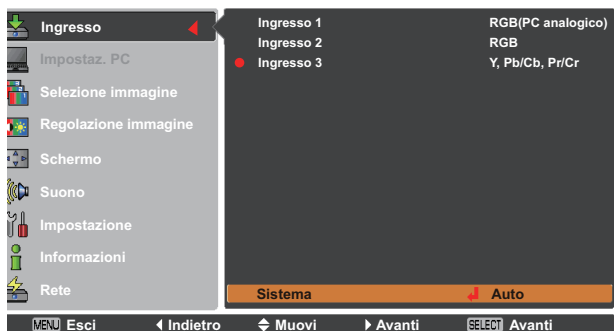 Ingresso
Impostaz. PC
Selezione immagine
Regolazione immagine
Schermo
Suono
Impostazione
Informazioni
Rete
Ingresso 1 RGB(PC analogico)
Ingresso 2 RGB
Ingresso 3 Y, Pb/Cb, Pr/Cr
Sistema Auto
MENU Esci Indietro Muovi Avanti SELECT Avanti